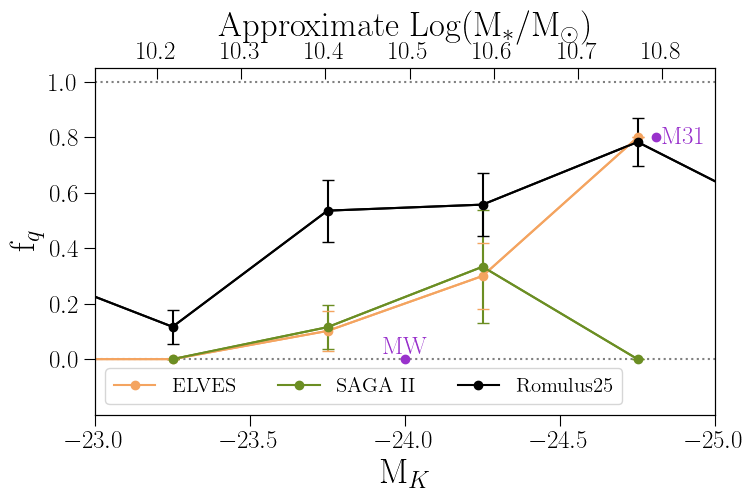 Approximate Log(M*/M☉)
10.2 10.3 10.4 10.5 10.6 10.7 10.8
1.0
M31
0.8
0.6
f_q
0.4
0.2
MW
0.0
ELVES SAGA II Romulus25
−23.0 −23.5 −24.0 −24.5 −25.0
M_K